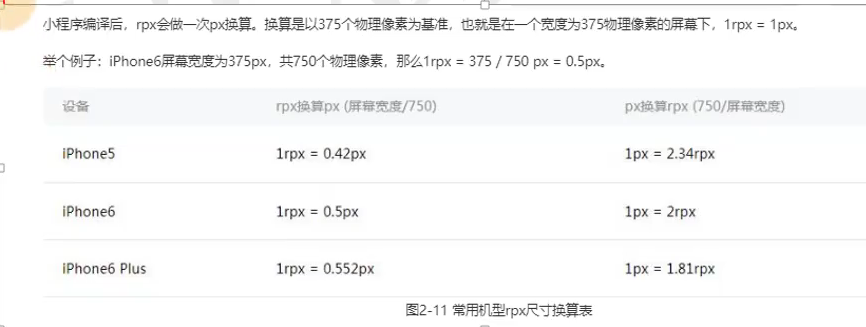 小程序编译后，rpx会做一次px换算。换算是以375个物理像素为基准，也就是在一个宽度为375物理像素的屏幕下，1rpx = 1px。
举个例子：iPhone6屏幕宽度为375px，共750个物理像素，那么1rpx = 375 / 750 px = 0.5px。
设备 rpx换算px (屏幕宽度/750) px换算rpx (750/屏幕宽度)
iPhone5 1rpx = 0.42px 1px = 2.34rpx
iPhone6 1rpx = 0.5px 1px = 2rpx
iPhone6 Plus 1rpx = 0.552px 1px = 1.81rpx
图2-11 常用机型rpx尺寸换算表